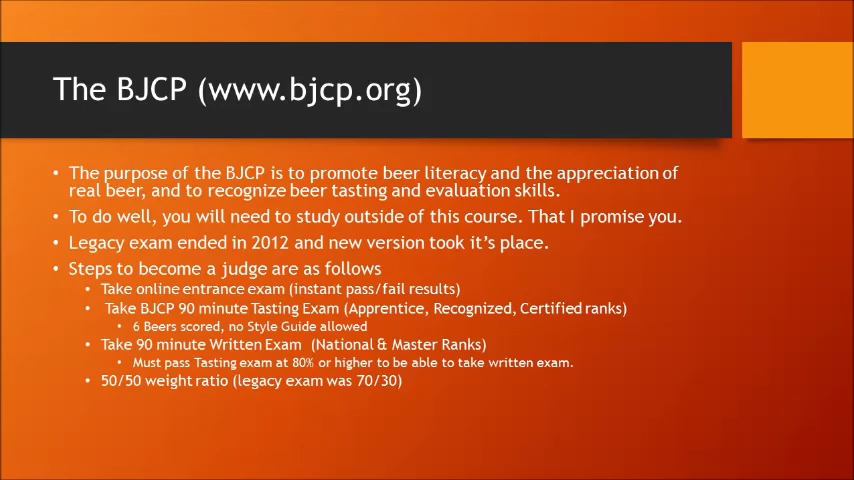 The BJCP (www.bjcp.org)
• The purpose of the BJCP is to promote beer literacy and the appreciation of
real beer, and to recognize beer tasting and evaluation skills.
• To do well, you will need to study outside of this course. That I promise you.
• Legacy exam ended in 2012 and new version took it's place.
• Steps to become a judge are as follows
• Take online entrance exam (instant pass/fail results)
• Take BJCP 90 minute Tasting Exam (Apprentice, Recognized, Certified ranks)
• 6 Beers scored, no Style Guide allowed
• Take 90 minute Written Exam (National & Master Ranks)
• Must pass Tasting exam at 80% or higher to be able to take written exam.
• 50/50 weight ratio (legacy exam was 70/30)